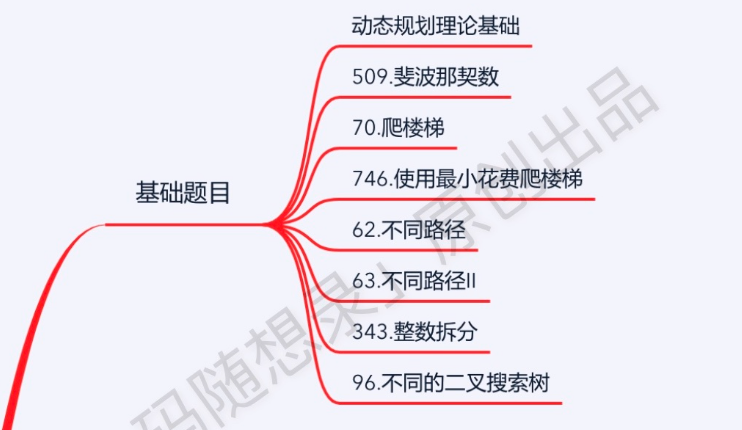 动态规划理论基础
509.斐波那契数
70.爬楼梯
746.使用最小花费爬楼梯
基础题目
62.不同路径
63.不同路径II
343.整数拆分
96.不同的二叉搜索树
码随想录」原创出品